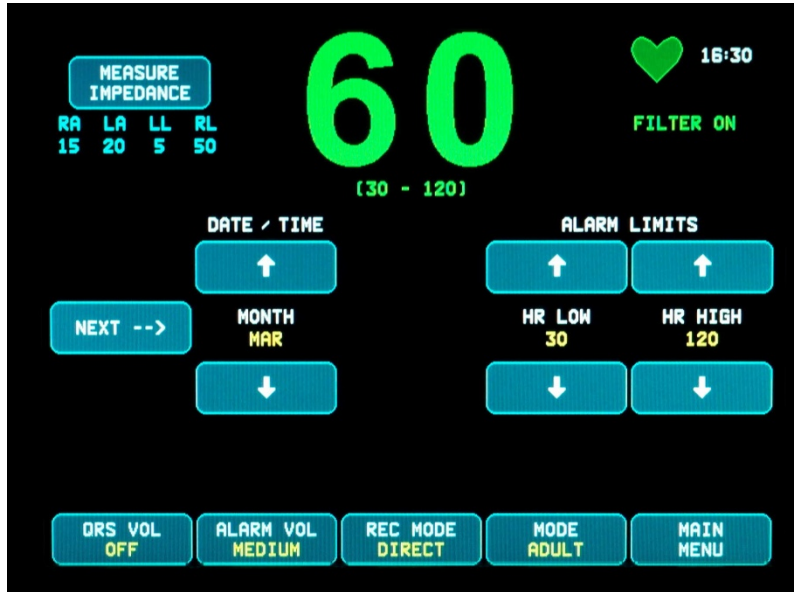 MEASURE
IMPEDANCE
RA LA LL RL
15 20 5 50
60
(30 - 120)
16:30
FILTER ON
DATE / TIME
ALARM LIMITS
NEXT -->
MONTH
MAR
HR LOW
30
HR HIGH
120
QRS VOL
OFF
ALARM VOL
MEDIUM
REC MODE
DIRECT
MODE
ADULT
MAIN
MENU